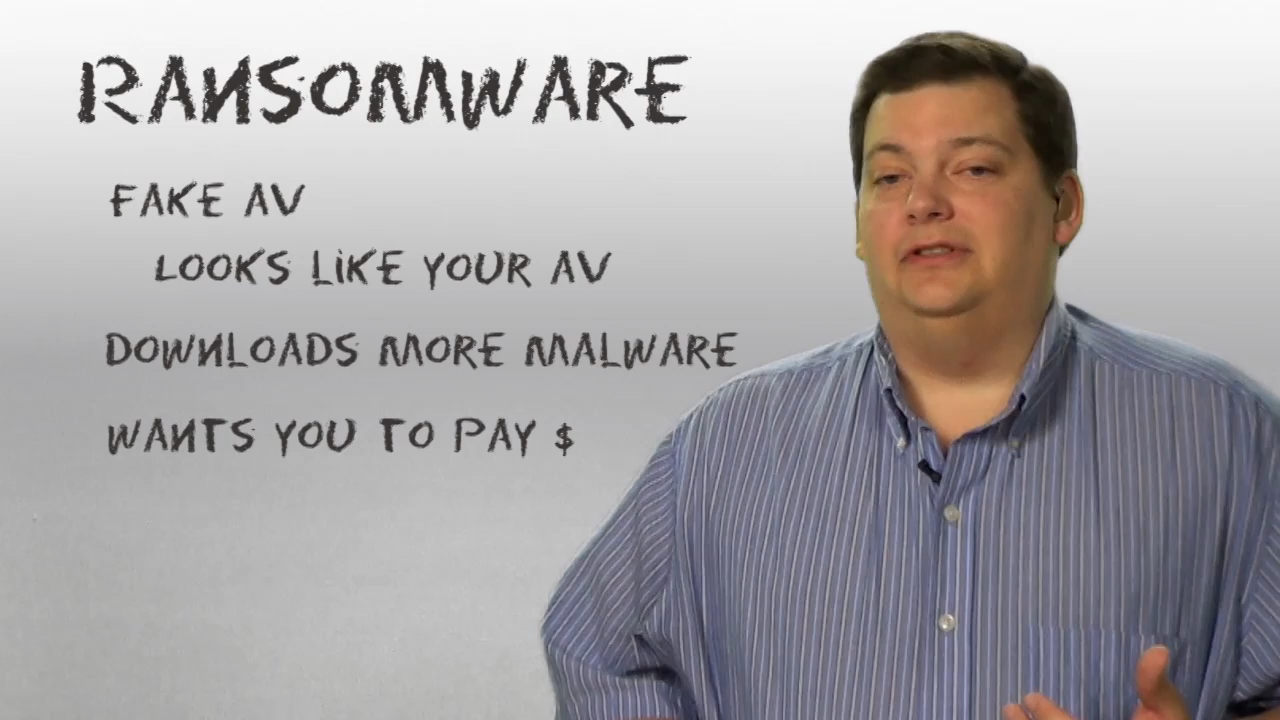 RANSOMWARE
FAKE AV
LOOKS LIKE YOUR AV
DOWNLOADS MORE MALWARE
WANTS YOU TO PAY $